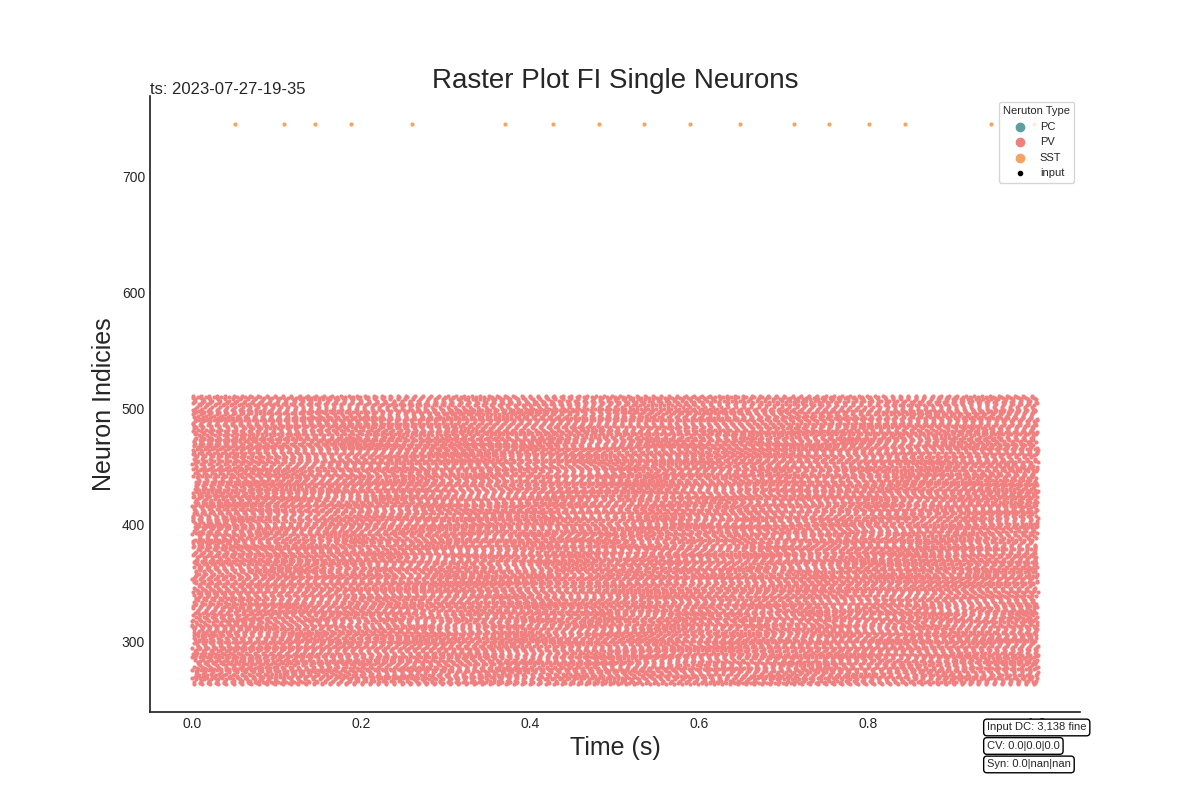 Raster Plot FI Single Neurons
ts: 2023-07-27-19-35
Neruton Type
PC
PV
SST
input
700
600
500
400
300
Neuron Indicies
0.0 0.2 0.4 0.6 0.8
Time (s)
Input DC: 3,138 fine
CV: 0.0|0.0|0.0
Syn: 0.0|nan|nan